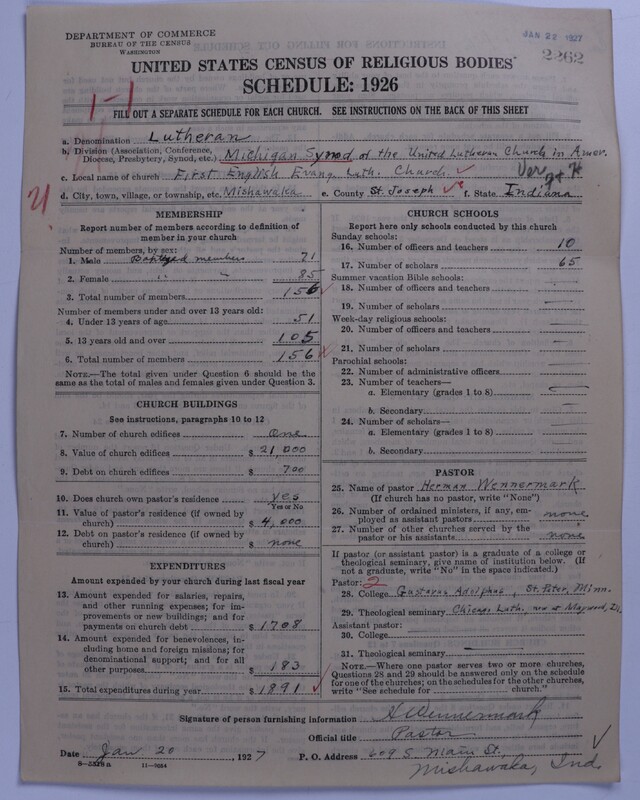 DEPARTMENT OF COMMERCE
BUREAU OF THE CENSUS
WASHINGTON
JAN 22 1927
2262
UNITED STATES CENSUS OF RELIGIOUS BODIES
SCHEDULE: 1926
1-1
FILL OUT A SEPARATE SCHEDULE FOR EACH CHURCH. SEE INSTRUCTIONS ON THE BACK OF THIS SHEET
a. Denomination Lutheran
b. Division (Association, Conference, Diocese, Presbytery, Synod, etc.) Michigan Synod of the United Lutheran Church in Amer.
c. Local name of church First English Evang. Luth. Church
d. City, town, village, or township, etc. Mishawaka e. County St. Joseph f. State Indiana
MEMBERSHIP
Report number of members according to definition of
member in your church
Number of members, by sex:
1. Male Baptized members 71
2. Female " " 85
3. Total number of members 156
Number of members under and over 13 years old:
4. Under 13 years of age 51
5. 13 years old and over 105
6. Total number of members 156
NOTE.—The total given under Question 6 should be
same as the total of males and females given under Question 3.
CHURCH BUILDINGS
See instructions, paragraphs 10 to 12
7. Number of church edifices one
8. Value of church edifices $ 21,000
9. Debt on church edifices $ 700
10. Does church own pastor's residence yes
Yes or No
11. Value of pastor's residence (if owned by
church) $ 4,000
12. Debt on pastor's residence (if owned by
church) $ none
EXPENDITURES
Amount expended by your church during last fiscal year
13. Amount expended for salaries, repairs,
and other running expenses; for im-
provements or new buildings; and for
payments on church debt $ 1708
14. Amount expended for benevolences, in-
cluding home and foreign missions; for
denominational support; and for all
other purposes $ 183
15. Total expenditures during year $ 1891
CHURCH SCHOOLS
Report here only schools conducted by this church
Sunday schools:
16. Number of officers and teachers 10
17. Number of scholars 65
Summer vacation Bible schools:
18. Number of officers and teachers
19. Number of scholars
Week-day religious schools:
20. Number of officers and teachers
21. Number of scholars
Parochial schools:
22. Number of administrative officers
23. Number of teachers—
a. Elementary (grades 1 to 8)
b. Secondary
24. Number of scholars—
a. Elementary (grades 1 to 8)
b. Secondary
PASTOR
25. Name of pastor Herman Wennermark
(If church has no pastor, write "None")
26. Number of ordained ministers, if any, em-
ployed as assistant pastors none
27. Number of other churches served by the
pastor or his assistants none
If pastor (or assistant pastor) is a graduate of a college or
theological seminary, give name of institution below. (If
not a graduate, write "No" in the space indicated.)
Pastor: 2
28. College Gustavus Adolphus, St. Peter, Minn.
29. Theological seminary Chicago Luth. now at Maywood, Ill.
Assistant pastor:
30. College
31. Theological seminary
NOTE.—Where one pastor serves two or more churches,
Questions 28 and 29 should be answered only on the schedule
for one of the churches; on the schedules for the other churches,
write "See schedule for church."
Signature of person furnishing information H Wennermark
Official title Pastor
Date Jan. 20, 1927 P. O. Address 609 S. Main St.,
Mishawaka, Ind.
8-5518a 11-9654